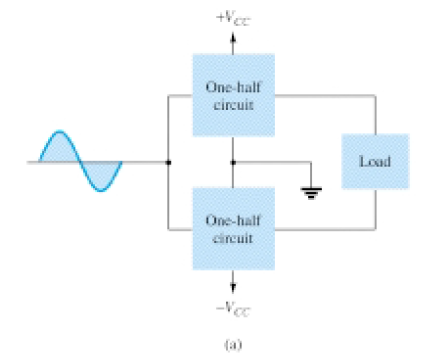 +V_CC
One-half
circuit
Load
One-half
circuit
-V_CC
(a)